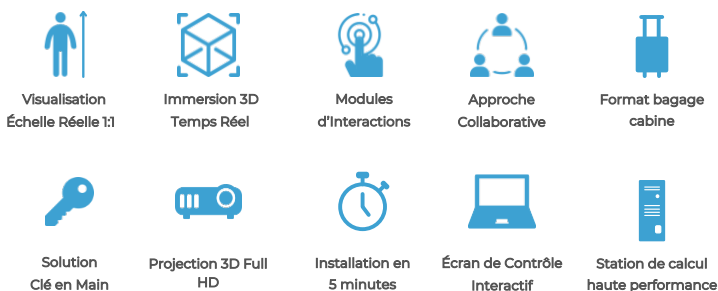 Visualisation
Échelle Réelle 1:1
Immersion 3D
Temps Réel
Modules
d'Interactions
Approche
Collaborative
Format bagage
cabine
Solution
Clé en Main
Projection 3D Full
HD
Installation en
5 minutes
Écran de Contrôle
Interactif
Station de calcul
haute performance